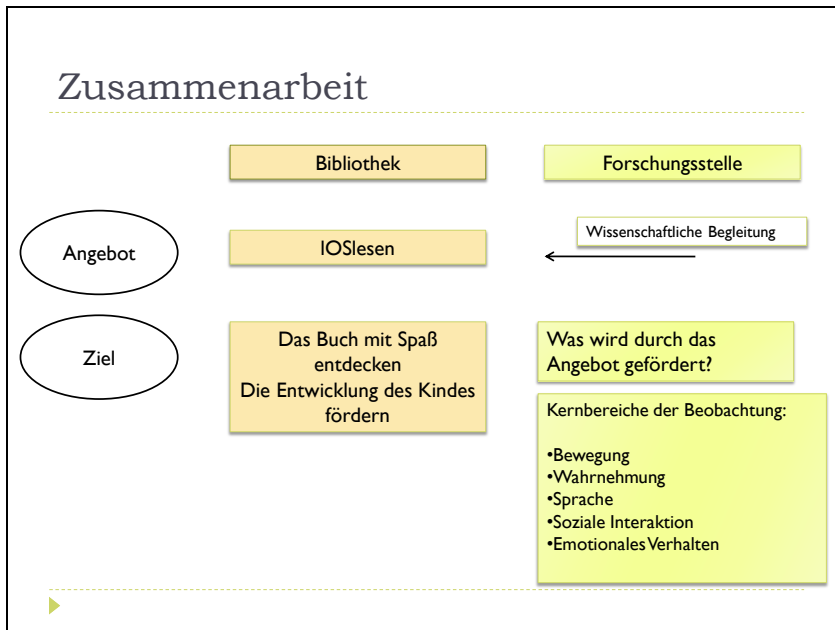 Zusammenarbeit
Bibliothek
Forschungsstelle
Angebot
lOSlesen
Wissenschaftliche Begleitung
Ziel
Das Buch mit Spaß
entdecken
Die Entwicklung des Kindes
fördern
Was wird durch das
Angebot gefördert?
Kernbereiche der Beobachtung:
•Bewegung
•Wahrnehmung
•Sprache
•Soziale Interaktion
•Emotionales Verhalten